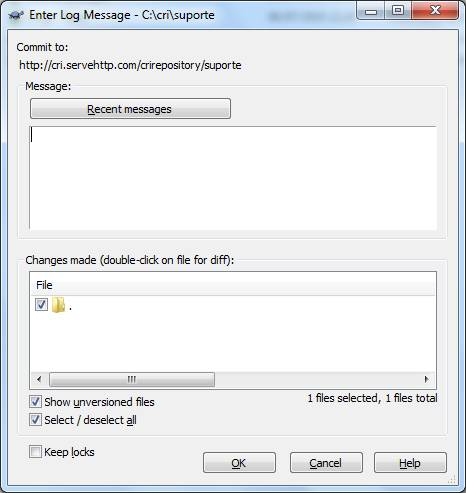 Enter Log Message - C:\cri\suporte
Commit to:
http://cri.servehttp.com/crirepository/suporte
Message:
Recent messages
Changes made (double-click on file for diff):
File
.
Show unversioned files
1 files selected, 1 files total
Select / deselect all
Keep locks
OK Cancel Help